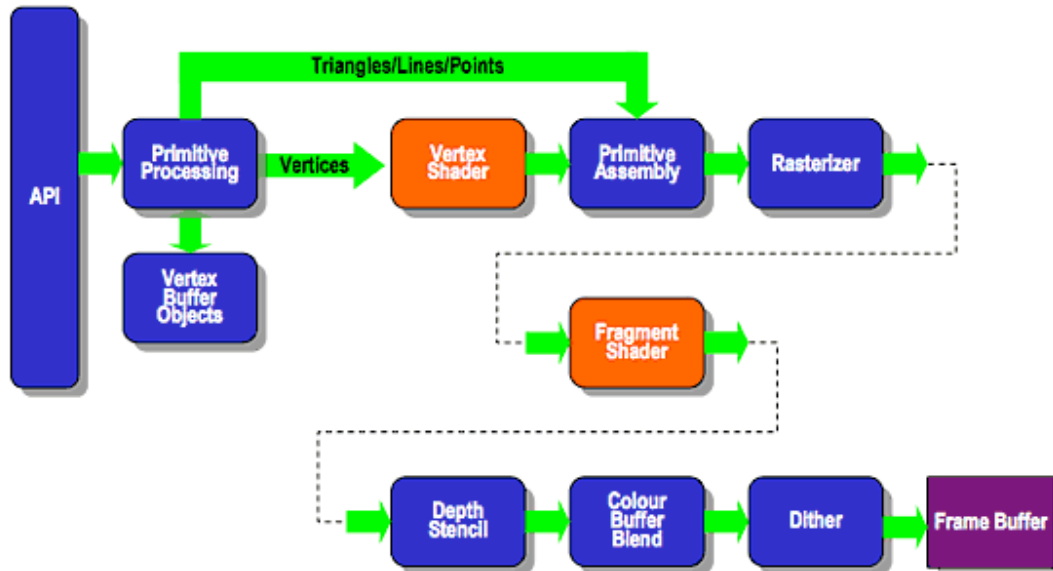 Triangles/Lines/Points
API
Primitive
Processing
Vertices
Vertex
Shader
Primitive
Assembly
Rasterizer
Vertex
Buffer
Objects
Fragment
Shader
Depth
Stencil
Colour
Buffer
Blend
Dither
Frame Buffer